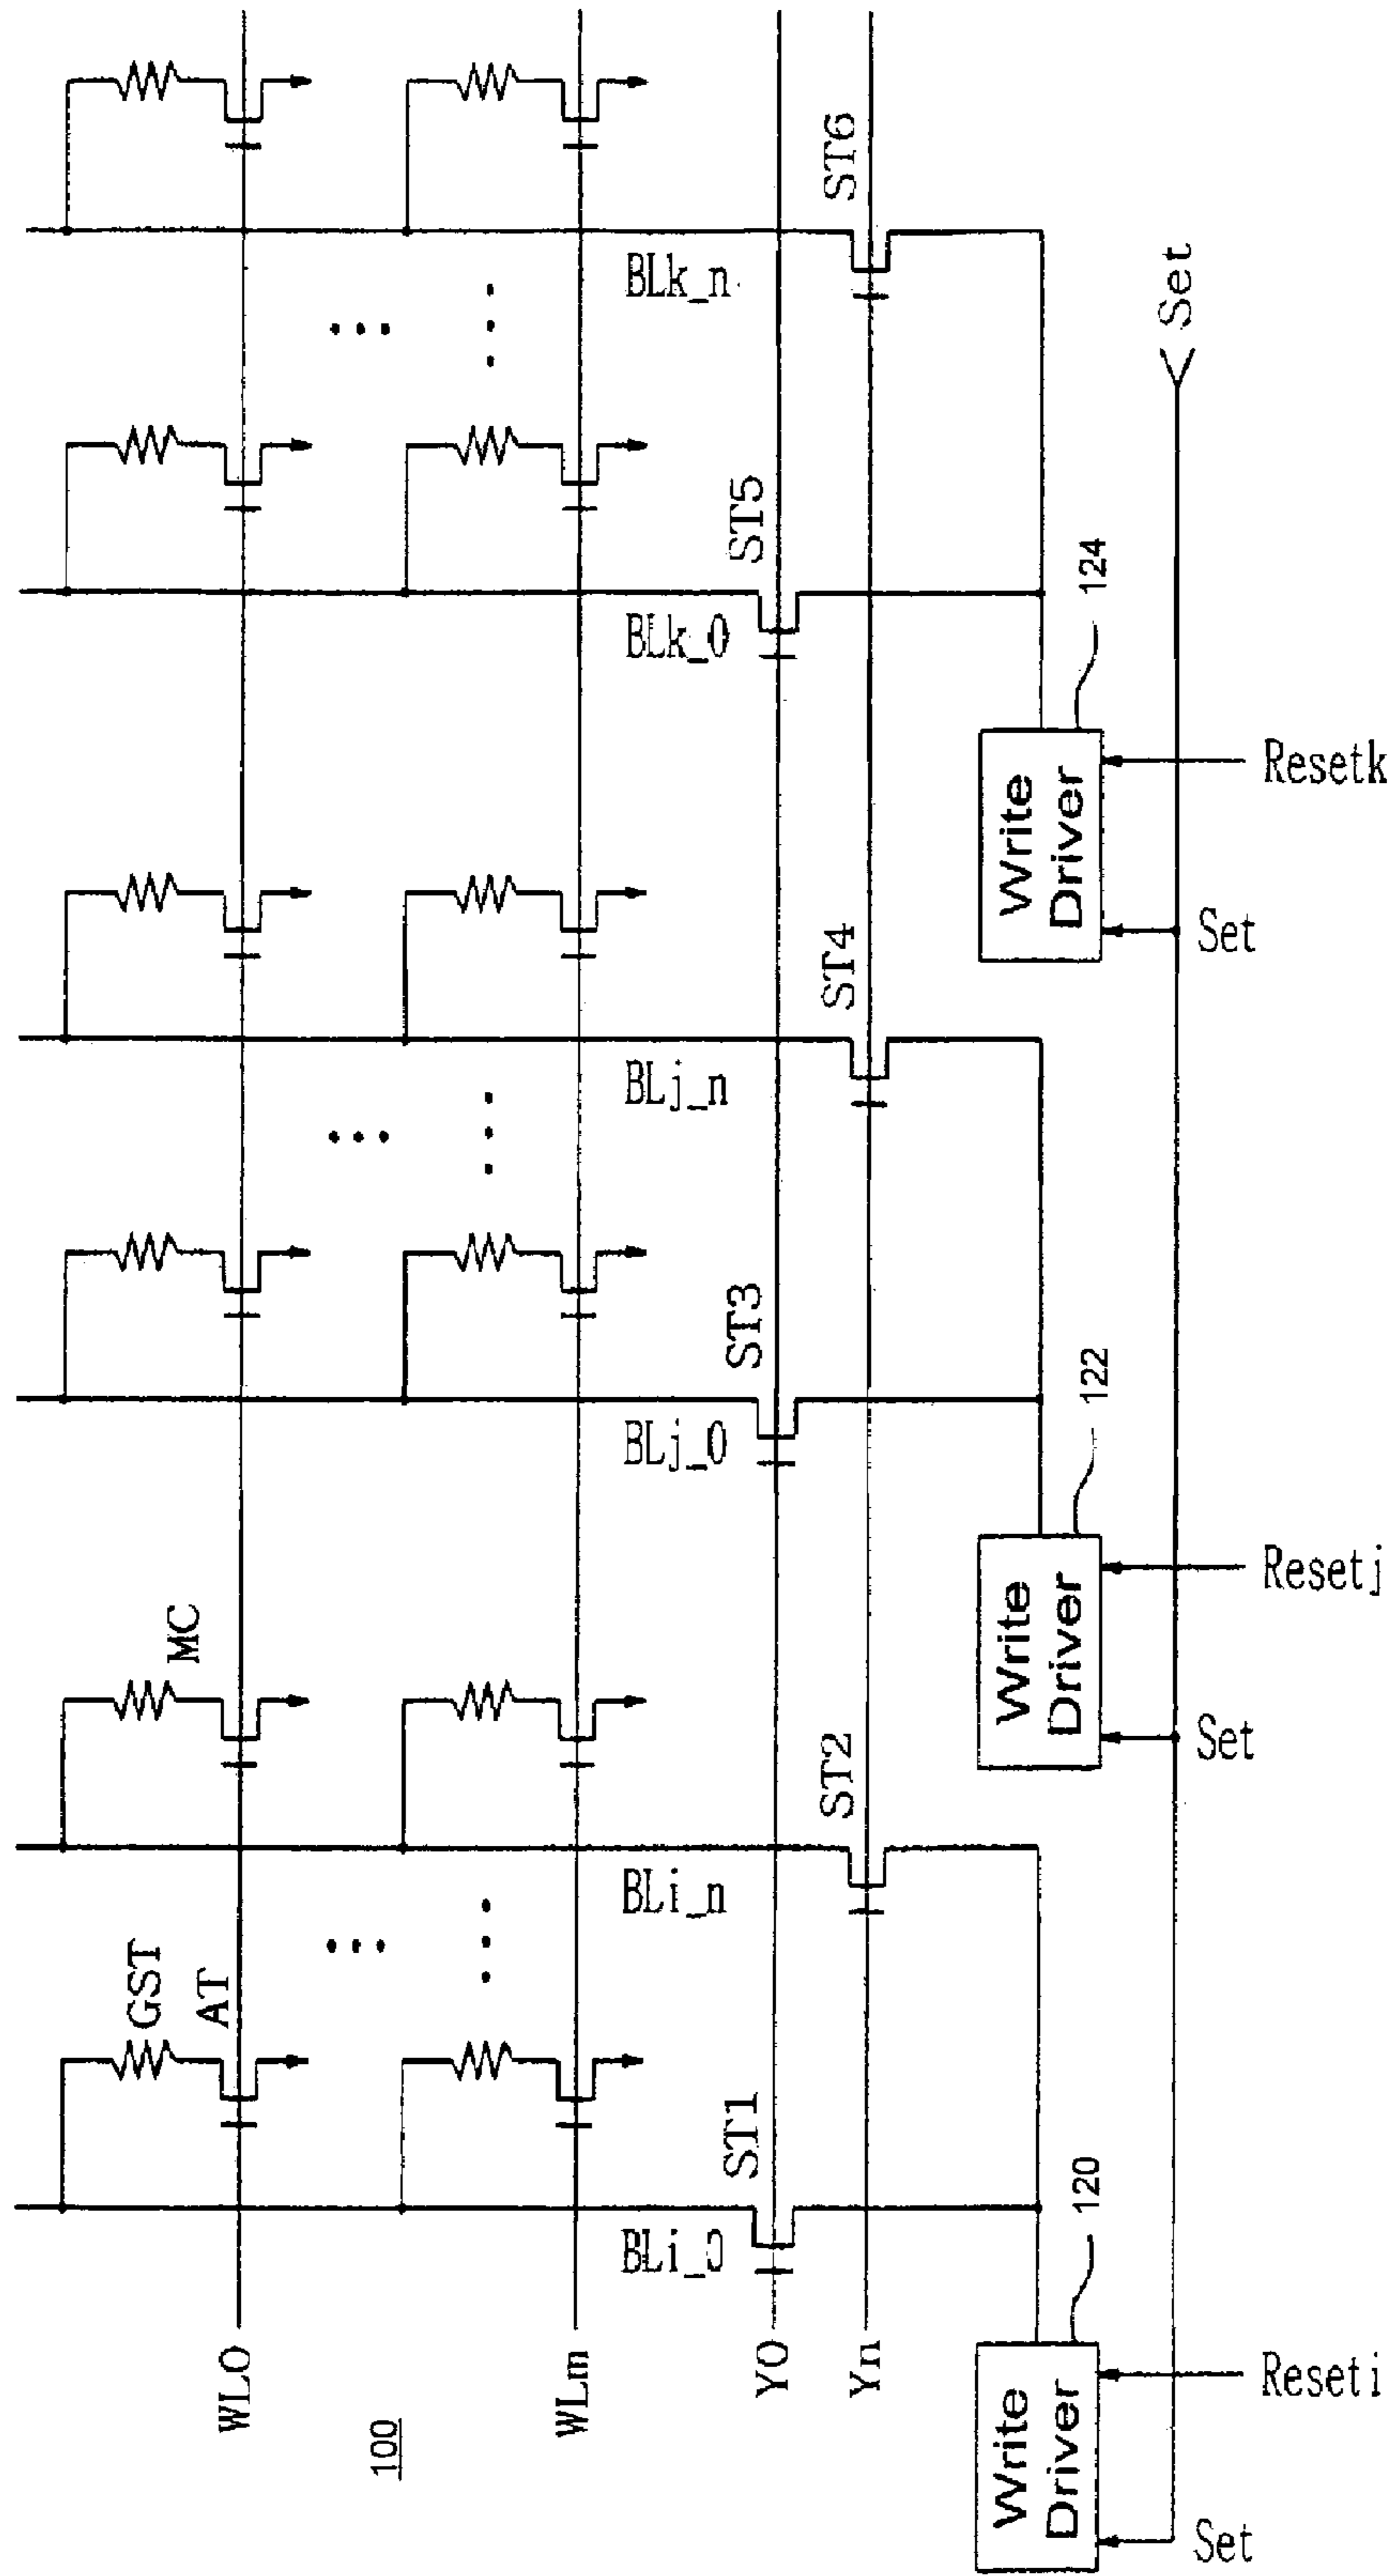 ST6
BLk_n
Set
ST5
BLk_0
124
Resetk
Write
Driver
Set
ST4
BLj_n
ST3
BLj_0
122
Resetj
Write
Driver
MC
Set
ST2
BLi_n
GST
AT
ST1
BLi_0
120
WL0
WLm
Y0
Yn
Reseti
100
Write
Driver
Set